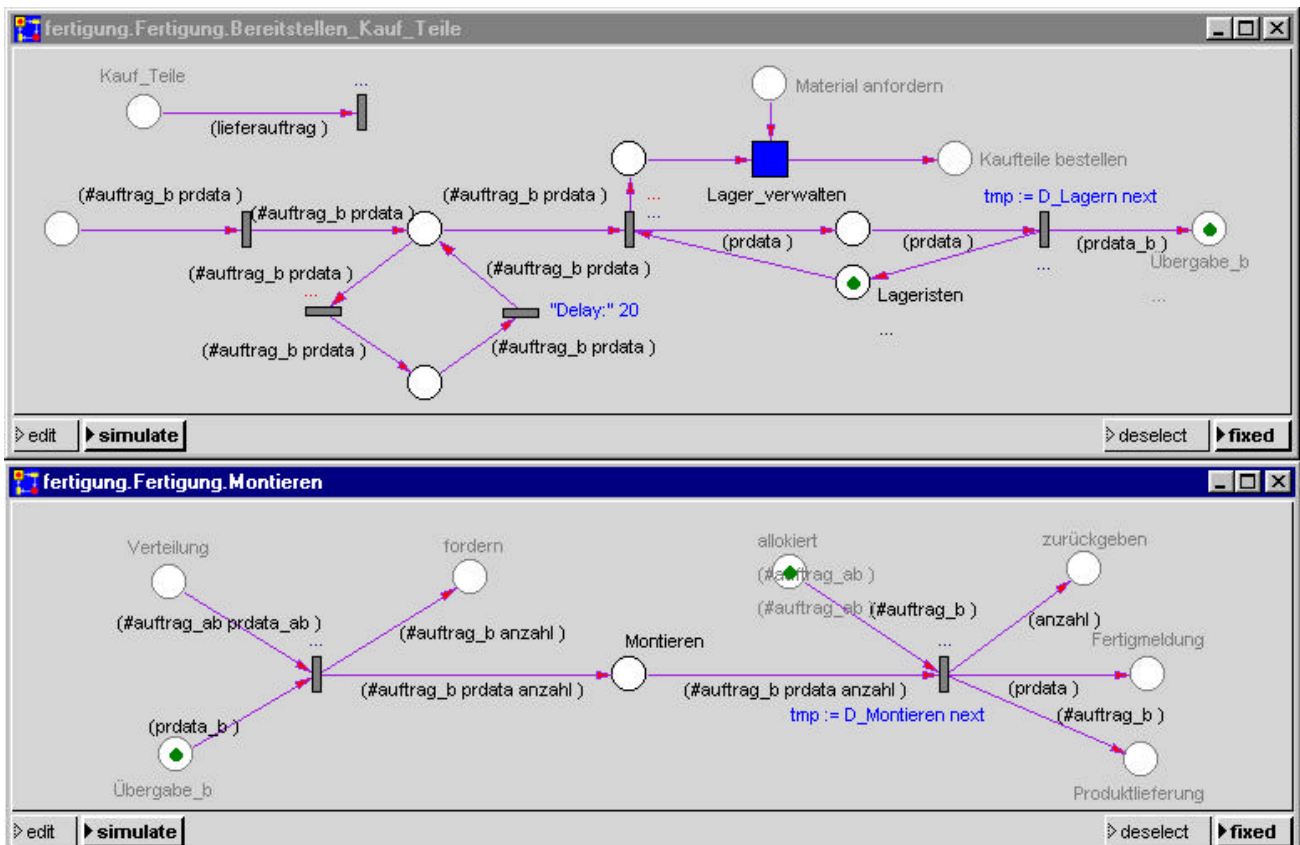 fertigung.Fertigung.Bereitstellen_Kauf_Teile
Kauf_Teile
...
(lieferauftrag )
Material anfordern
Kaufteile bestellen
Lager_verwalten
tmp := D_Lagern next
(#auftrag_b prdata )
(#auftrag_b prdata )
(#auftrag_b prdata )
...
...
(prdata )
(prdata )
(prdata_b )
Übergabe_b
...
...
(#auftrag_b prdata )
(#auftrag_b prdata )
Lageristen
...
...
"Delay:" 20
(#auftrag_b prdata )
(#auftrag_b prdata )
edit
simulate
deselect
fixed
fertigung.Fertigung.Montieren
Verteilung
fordern
allokiert
zurückgeben
(#auftrag_ab )
(#auftrag_ab )
(#auftrag_b )
(#auftrag_ab prdata_ab )
(#auftrag_b anzahl )
(anzahl )
...
Montieren
...
Fertigmeldung
(#auftrag_b prdata anzahl )
(#auftrag_b prdata anzahl )
(prdata )
tmp := D_Montieren next
(#auftrag_b )
(prdata_b )
Übergabe_b
Produktlieferung
edit
simulate
deselect
fixed